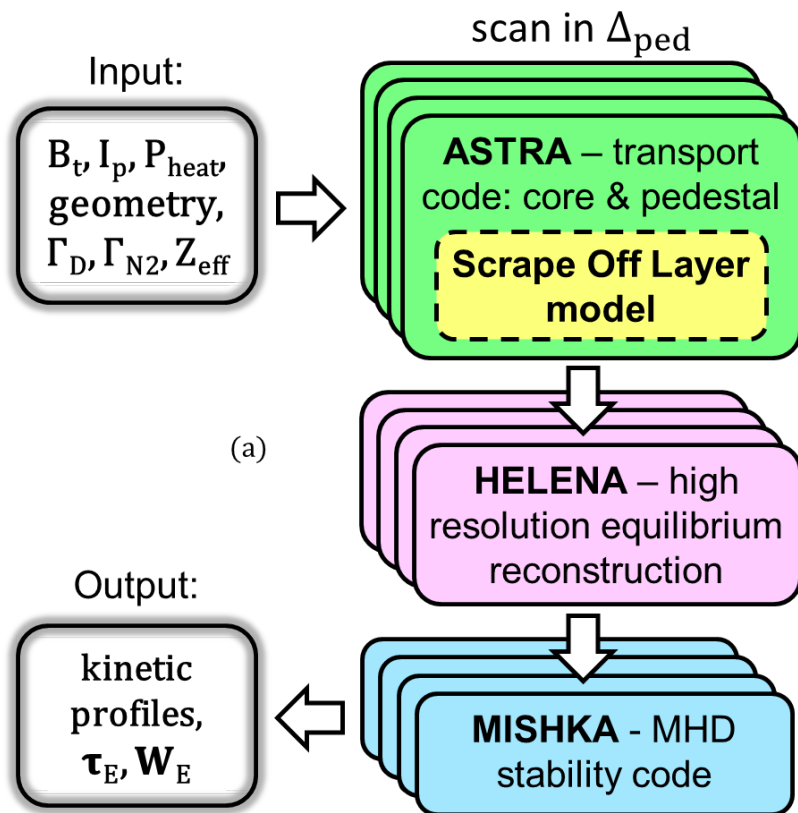 scan in Δped
Input:
Bt, Ip, Pheat,
geometry,
ΓD, ΓN2, Zeff
ASTRA – transport
code: core & pedestal
Scrape Off Layer
model
(a)
HELENA – high
resolution equilibrium
reconstruction
Output:
kinetic
profiles,
τE, WE
MISHKA - MHD
stability code